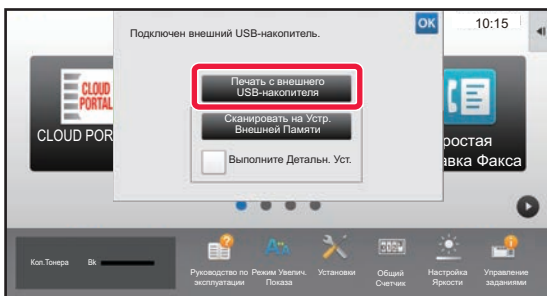 Подключен внешний USB-накопитель.
OK
10:15
Печать с внешнего
USB-накопителя
Сканировать на Устр.
Внешней Памяти
Выполните Детальн. Уст.
CLOUD
PORTAL
CLOUD POR
ростая
авка Факса
Кол.Тонера
Bk
Руководство по
эксплуатации
Режим Увелич.
Показа
Установки
Общий
Счетчик
Настройка
Яркости
Управление
заданиями